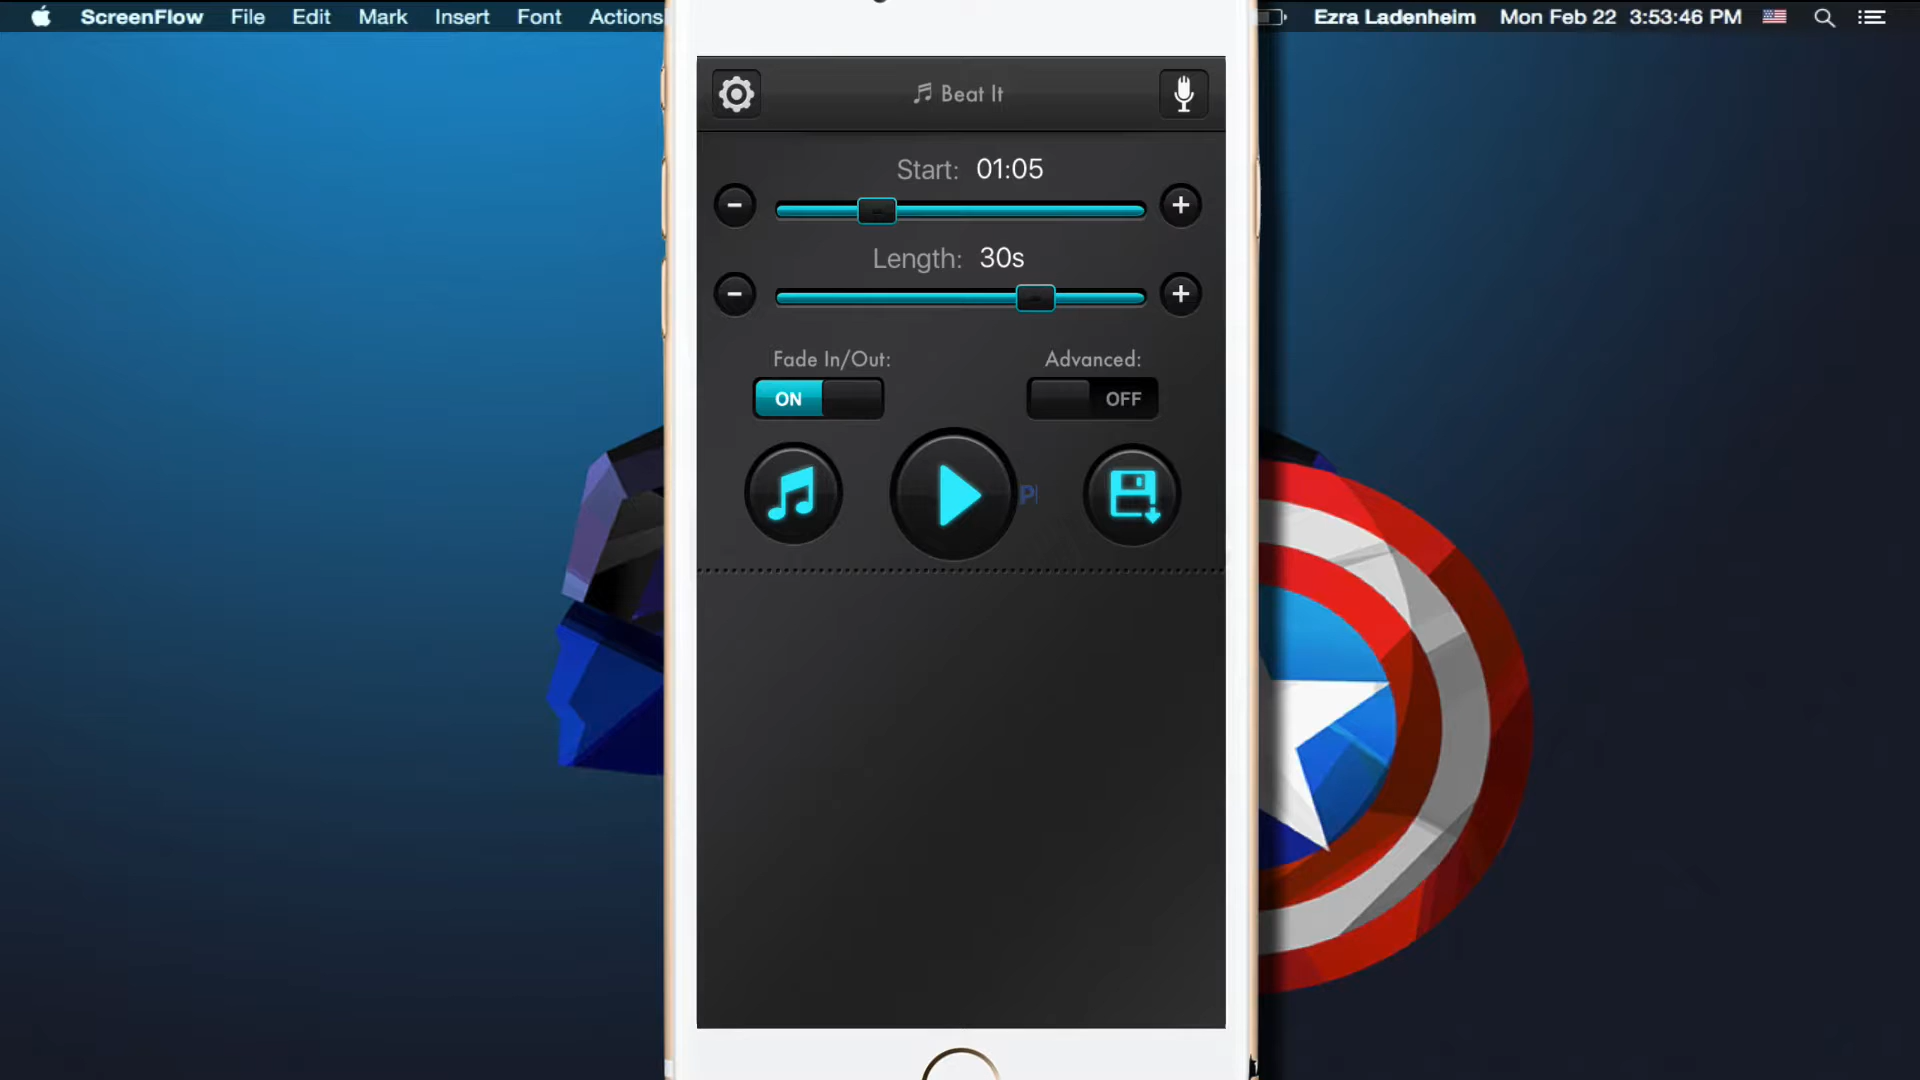 ScreenFlow File Edit Mark Insert Font Actions Ezra Ladenheim Mon Feb 22 3:53:46 PM
Beat It
Start: 01:05
Length: 30s
Fade In/Out: Advanced:
ON OFF
Pl